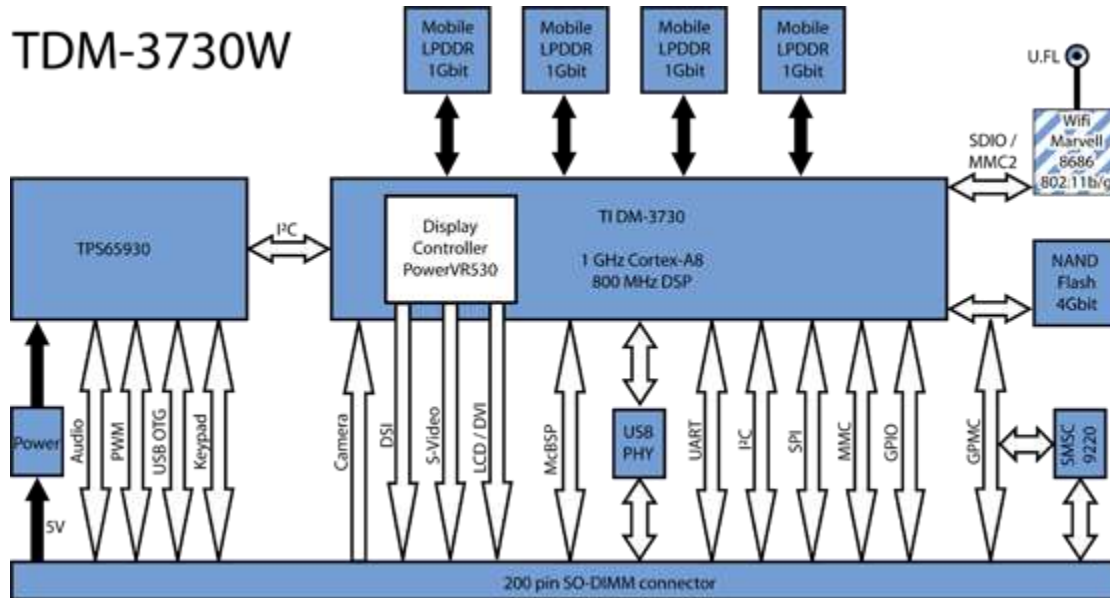 TDM-3730W
Mobile
LPDDR
1Gbit
Mobile
LPDDR
1Gbit
Mobile
LPDDR
1Gbit
Mobile
LPDDR
1Gbit
U.FL
Wifi
Marvell
8686
802.11b/g
SDIO /
MMC2
TPS65930
I²C
Display
Controller
PowerVR530
TI DM-3730
1 GHz Cortex-A8
800 MHz DSP
NAND
Flash
4Gbit
Power
5V
Audio
PWM
USB OTG
Keypad
Camera
DSI
S-Video
LCD / DVI
McBSP
USB
PHY
UART
I²C
SPI
MMC
GPIO
GPMC
SMSC
9220
200 pin SO-DIMM connector